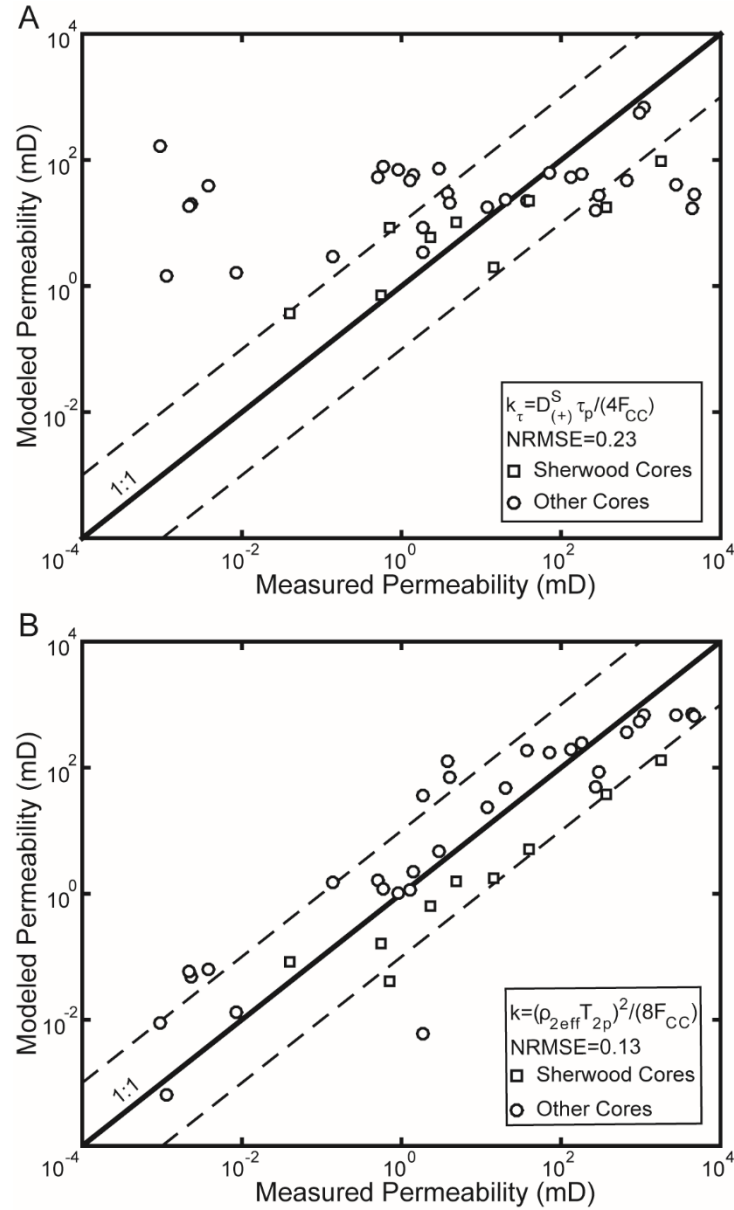 A
10^4
10^2
10^0
10^-2
10^-4
Modeled Permeability (mD)
1:1
k_τ=D^S_(+) τ_p/(4F_CC)
NRMSE=0.23
Sherwood Cores
Other Cores
10^-4 10^-2 10^0 10^2 10^4
Measured Permeability (mD)
B
10^4
10^2
10^0
10^-2
10^-4
Modeled Permeability (mD)
1:1
k=(ρ_2eff T_2p)^2/(8F_CC)
NRMSE=0.13
Sherwood Cores
Other Cores
10^-4 10^-2 10^0 10^2 10^4
Measured Permeability (mD)